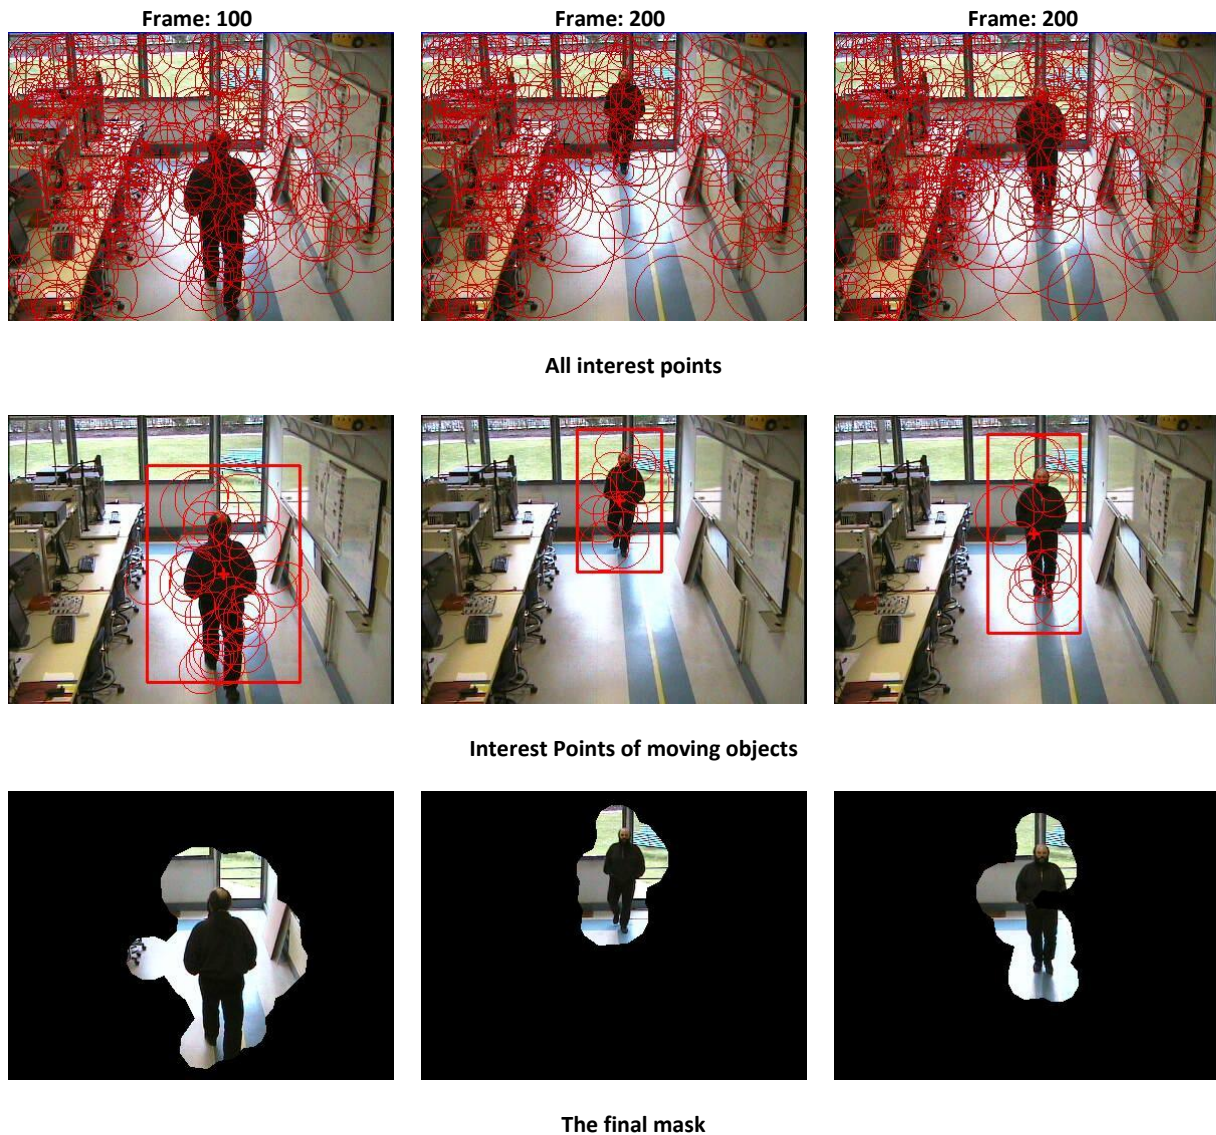 Frame: 100
Frame: 200
Frame: 200
All interest points
Interest Points of moving objects
The final mask